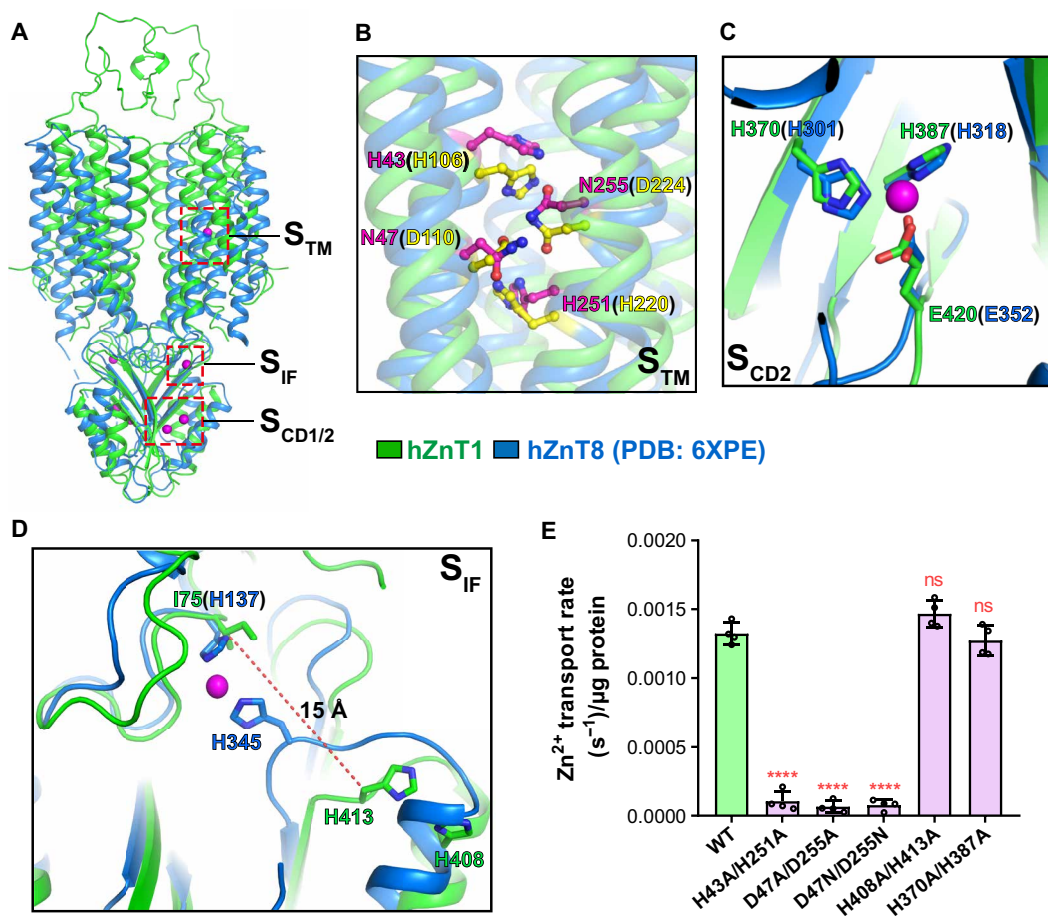 A
S_TM
S_IF
S_CD1/2
B
H43(H106)
N255(D224)
N47(D110)
H251(H220)
S_TM
C
H370(H301)
H387(H318)
E420(E352)
S_CD2
hZnT1
hZnT8 (PDB: 6XPE)
D
S_IF
I75(H137)
15 Å
H345
H413
H408
E
Zn²⁺ transport rate
(s⁻¹)/µg protein
0.0020
0.0015
0.0010
0.0005
0.0000
****
****
****
ns
ns
WT
H43A/H251A
D47A/D255A
D47N/D255N
H408A/H413A
H370A/H387A